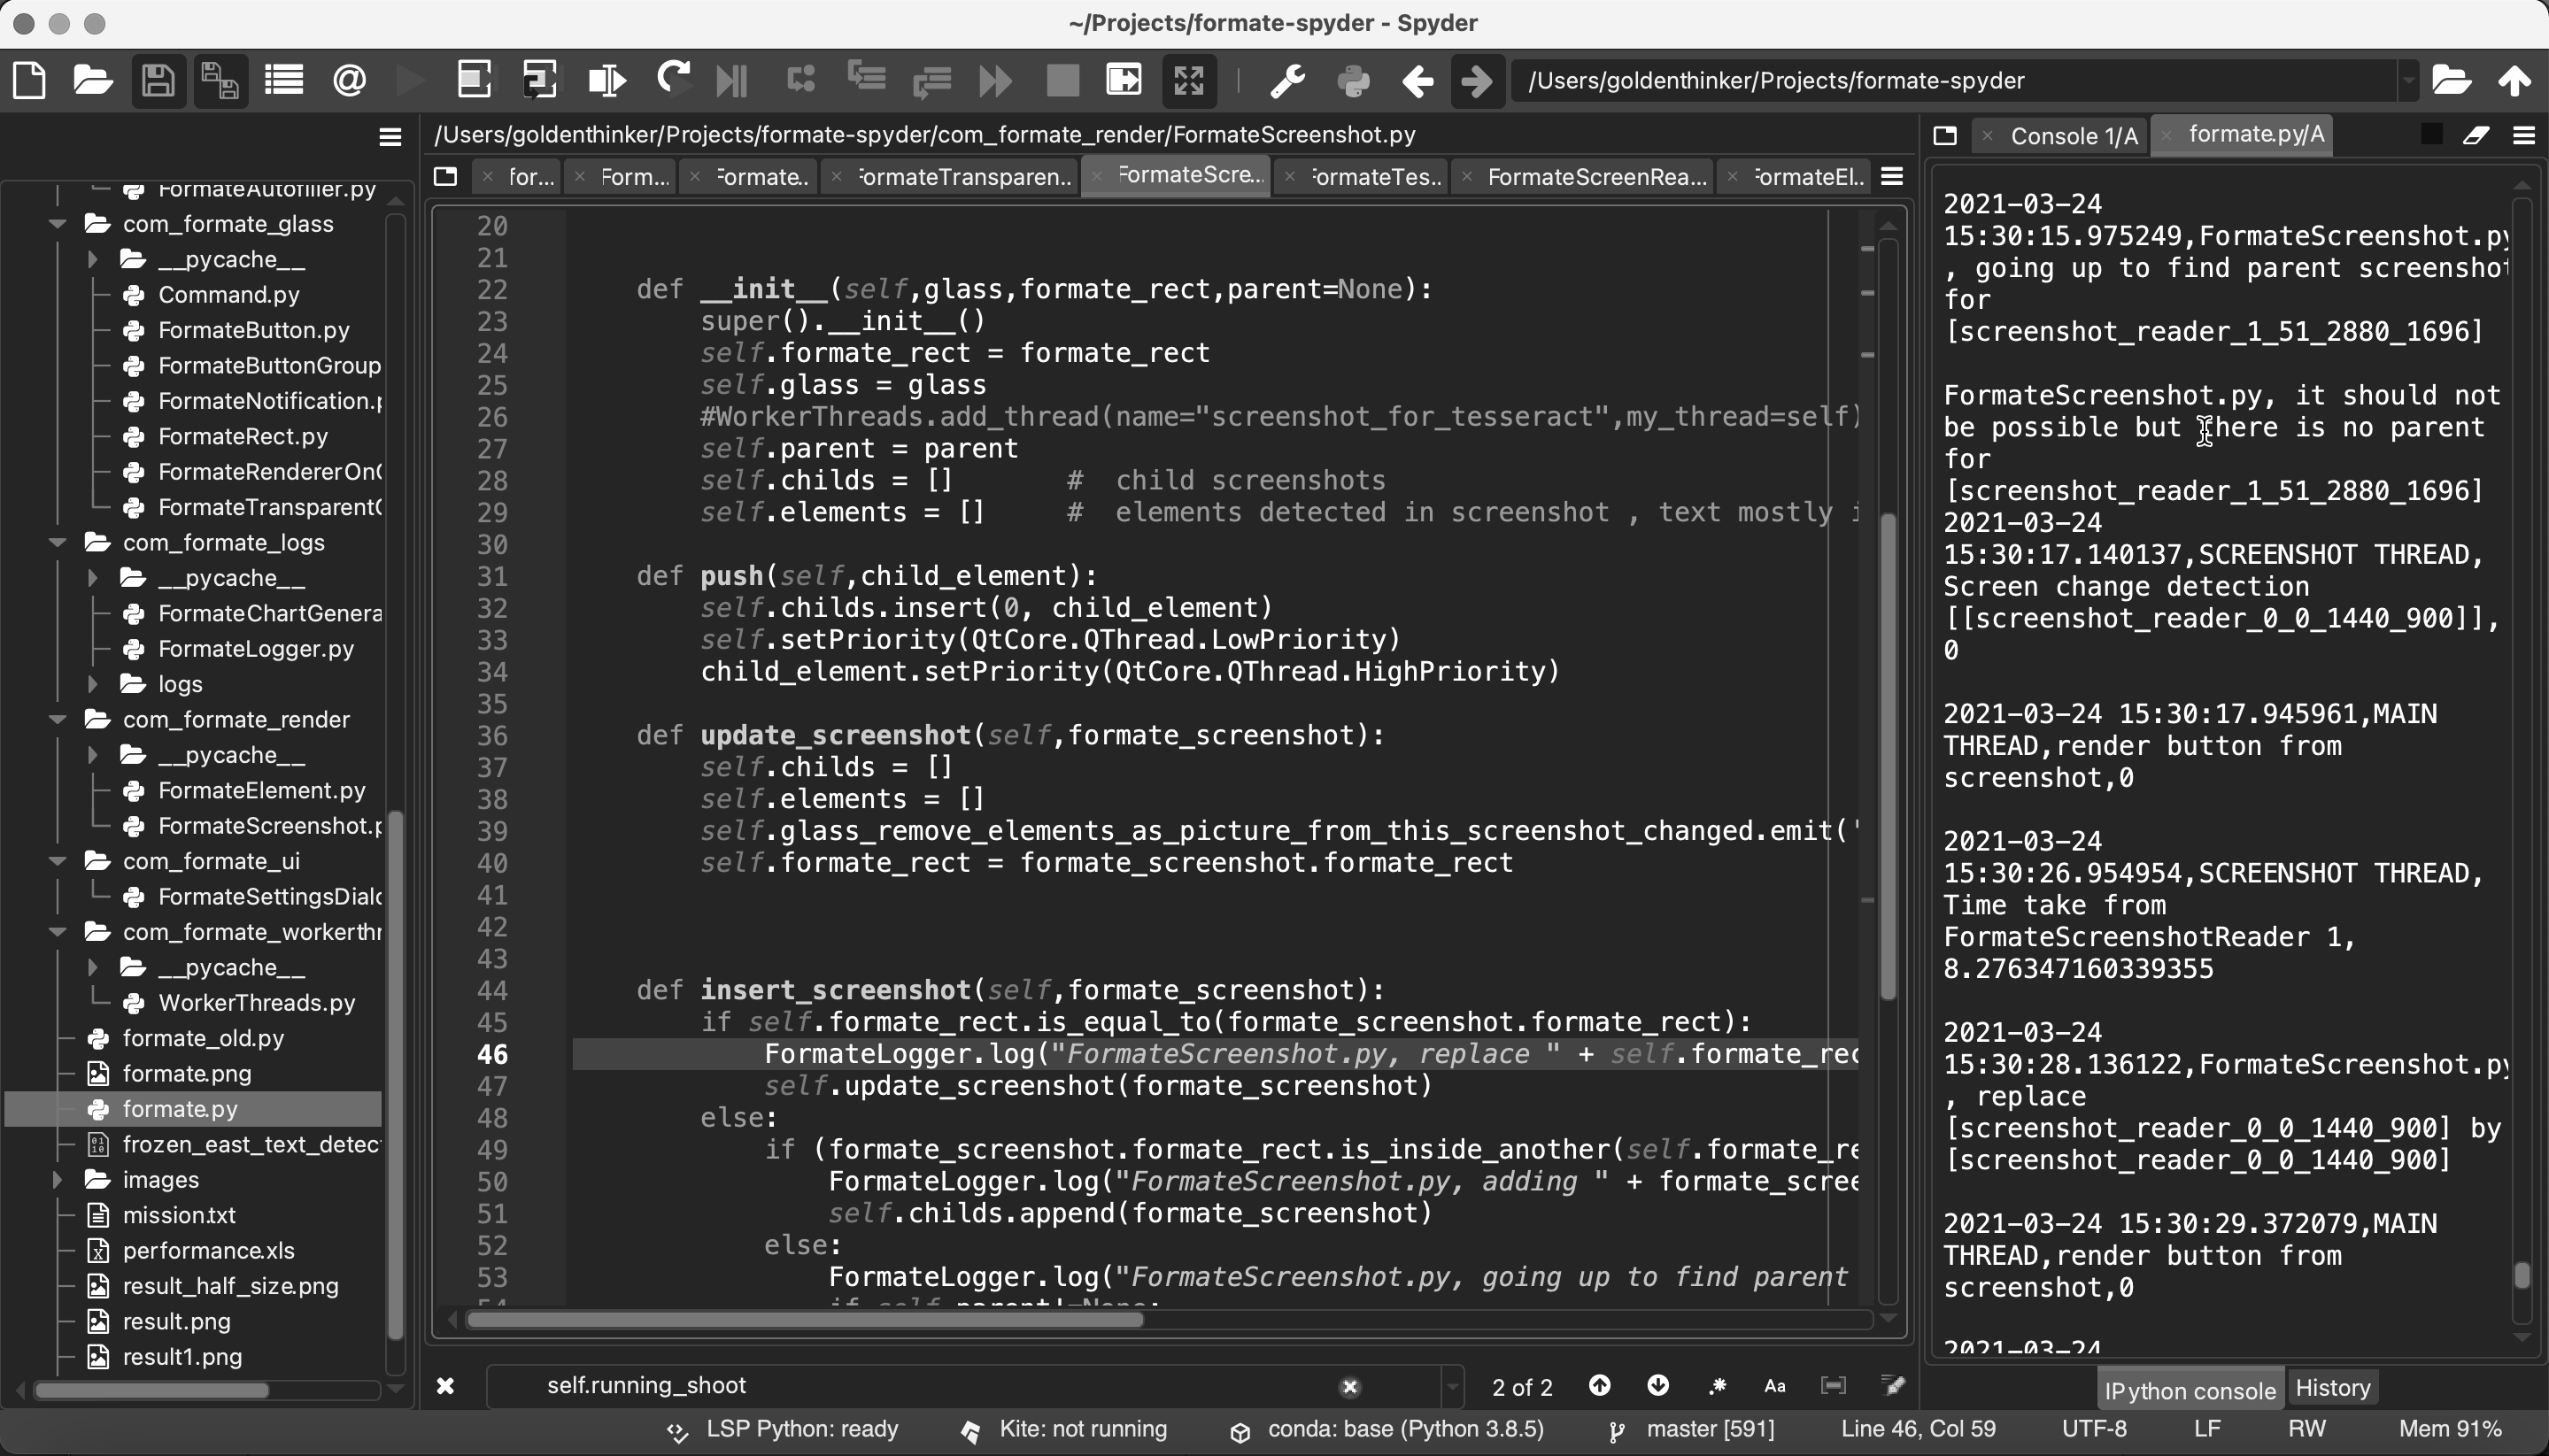 ~/Projects/formate-spyder - Spyder
/Users/goldenthinker/Projects/formate-spyder
FormateAutofiller.py
com_formate_glass
__pycache__
Command.py
FormateButton.py
FormateButtonGroup
FormateNotification.p
FormateRect.py
FormateRendererOn
FormateTransparent
com_formate_logs
__pycache__
FormateChartGenera
FormateLogger.py
logs
com_formate_render
__pycache__
FormateElement.py
FormateScreenshot.p
com_formate_ui
FormateSettingsDialo
com_formate_workerthr
__pycache__
WorkerThreads.py
formate_old.py
formate.png
formate.py
frozen_east_text_detec
images
mission.txt
performance.xls
result_half_size.png
result.png
result1.png
/Users/goldenthinker/Projects/formate-spyder/com_formate_render/FormateScreenshot.py
for... Form... Formate.. FormateTransparen.. FormateScre... FormateTes.. FormateScreenRea... FormateEl..
20
21
22 def __init__(self,glass,formate_rect,parent=None):
23 super().__init__()
24 self.formate_rect = formate_rect
25 self.glass = glass
26 #WorkerThreads.add_thread(name="screenshot_for_tesseract",my_thread=self)
27 self.parent = parent
28 self.childs = [] # child screenshots
29 self.elements = [] # elements detected in screenshot , text mostly i
30
31 def push(self,child_element):
32 self.childs.insert(0, child_element)
33 self.setPriority(QtCore.QThread.LowPriority)
34 child_element.setPriority(QtCore.QThread.HighPriority)
35
36 def update_screenshot(self,formate_screenshot):
37 self.childs = []
38 self.elements = []
39 self.glass_remove_elements_as_picture_from_this_screenshot_changed.emit('
40 self.formate_rect = formate_screenshot.formate_rect
41
42
43
44 def insert_screenshot(self,formate_screenshot):
45 if self.formate_rect.is_equal_to(formate_screenshot.formate_rect):
46 FormateLogger.log("FormateScreenshot.py, replace " + self.formate_rec
47 self.update_screenshot(formate_screenshot)
48 else:
49 if (formate_screenshot.formate_rect.is_inside_another(self.formate_re
50 FormateLogger.log("FormateScreenshot.py, adding " + formate_scree
51 self.childs.append(formate_screenshot)
52 else:
53 FormateLogger.log("FormateScreenshot.py, going up to find parent
54 if self.parent!=None:
self.running_shoot
2 of 2
Aa
Console 1/A formate.py/A
2021-03-24
15:30:15.975249,FormateScreenshot.py
, going up to find parent screenshot
for
[screenshot_reader_1_51_2880_1696]
FormateScreenshot.py, it should not
be possible but there is no parent
for
[screenshot_reader_1_51_2880_1696]
2021-03-24
15:30:17.140137,SCREENSHOT THREAD,
Screen change detection
[[screenshot_reader_0_0_1440_900]],
0
2021-03-24 15:30:17.945961,MAIN
THREAD,render button from
screenshot,0
2021-03-24
15:30:26.954954,SCREENSHOT THREAD,
Time take from
FormateScreenshotReader 1,
8.276347160339355
2021-03-24
15:30:28.136122,FormateScreenshot.py
, replace
[screenshot_reader_0_0_1440_900] by
[screenshot_reader_0_0_1440_900]
2021-03-24 15:30:29.372079,MAIN
THREAD,render button from
screenshot,0
2021-03-24
IPython console History
LSP Python: ready Kite: not running conda: base (Python 3.8.5) master [591] Line 46, Col 59 UTF-8 LF RW Mem 91%